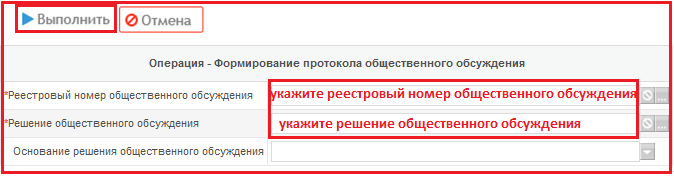 Выполнить Отмена
Операция - Формирование протокола общественного обсуждения
*Реестровый номер общественного обсуждения укажите реестровый номер общественного обсуждения ...
*Решение общественного обсуждения укажите решение общественного обсуждения ...
Основание решения общественного обсуждения